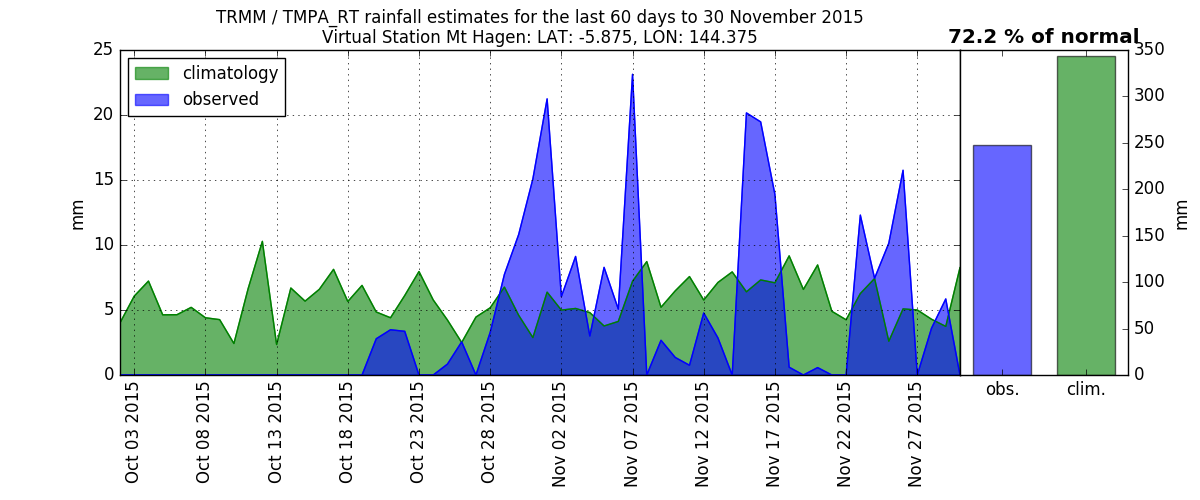 TRMM / TMPA_RT rainfall estimates for the last 60 days to 30 November 2015
Virtual Station Mt Hagen: LAT: -5.875, LON: 144.375
72.2 % of normal
climatology
observed
25
20
15
10
5
0
mm
Oct 03 2015
Oct 08 2015
Oct 13 2015
Oct 18 2015
Oct 23 2015
Oct 28 2015
Nov 02 2015
Nov 07 2015
Nov 12 2015
Nov 17 2015
Nov 22 2015
Nov 27 2015
obs.
clim.
350
300
250
200
150
100
50
0
mm